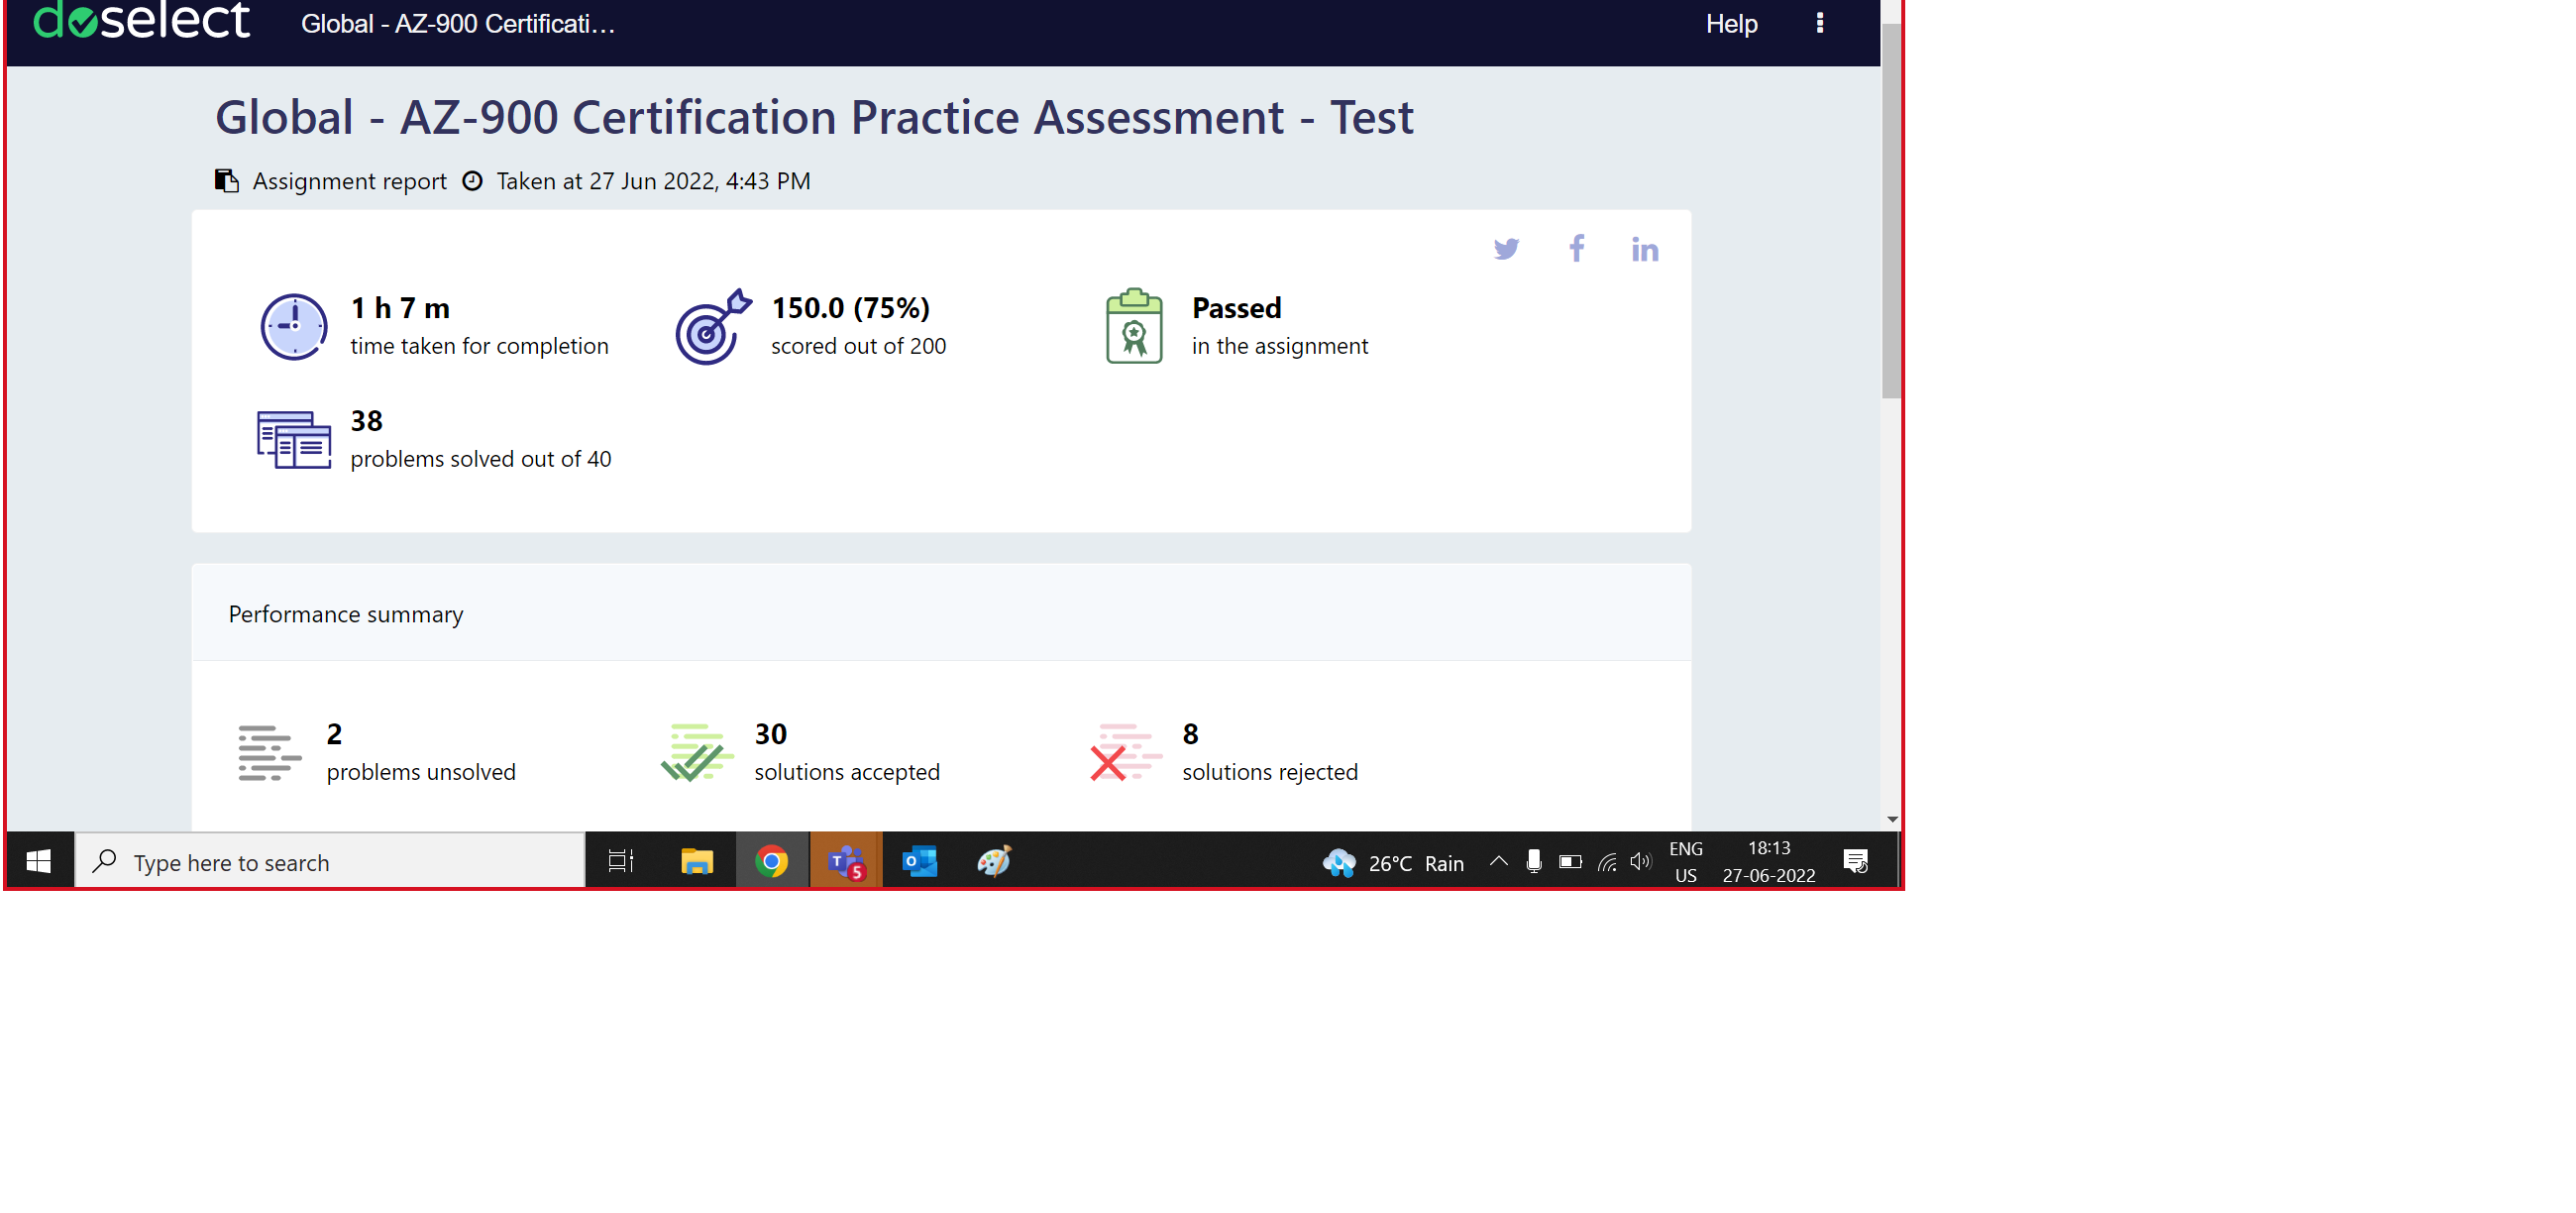 doselect
Global - AZ-900 Certificati...
Help
Global - AZ-900 Certification Practice Assessment - Test
Assignment report Taken at 27 Jun 2022, 4:43 PM
1 h 7 m
time taken for completion
150.0 (75%)
scored out of 200
Passed
in the assignment
38
problems solved out of 40
Performance summary
2
problems unsolved
30
solutions accepted
8
solutions rejected
Type here to search
T
5
O
26°C Rain
ENG
US
18:13
27-06-2022